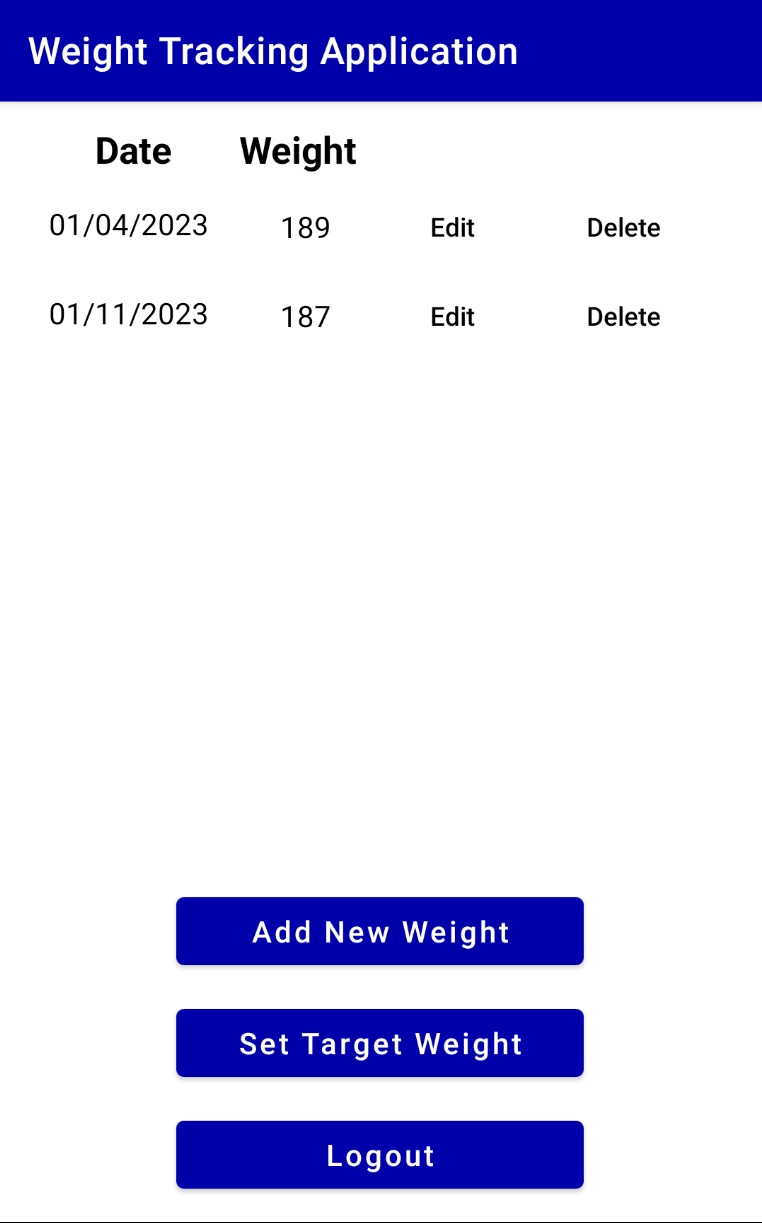 Weight Tracking Application
Date Weight
01/04/2023 189 Edit Delete
01/11/2023 187 Edit Delete
Add New Weight
Set Target Weight
Logout